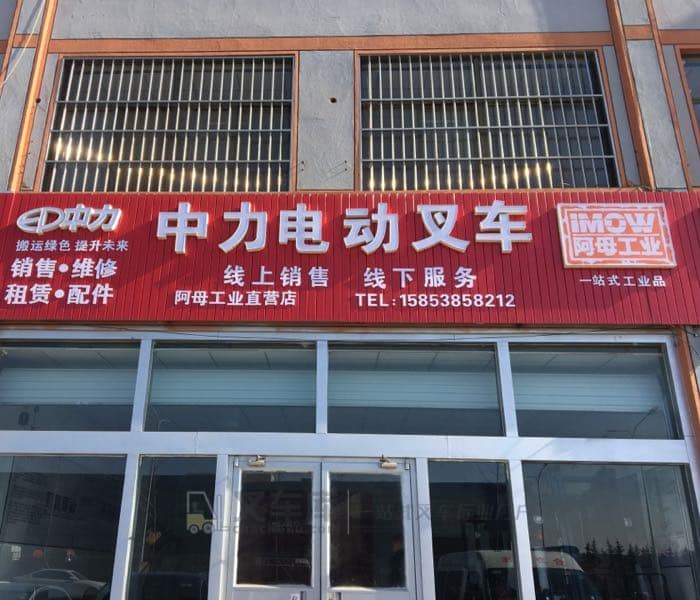 EP中力
搬运绿色 提升未来
销售•维修
租赁•配件
中力电动叉车
线上销售 线下服务
阿母工业直营店 TEL:15853858212
iMOW
阿母工业
一站式工业品